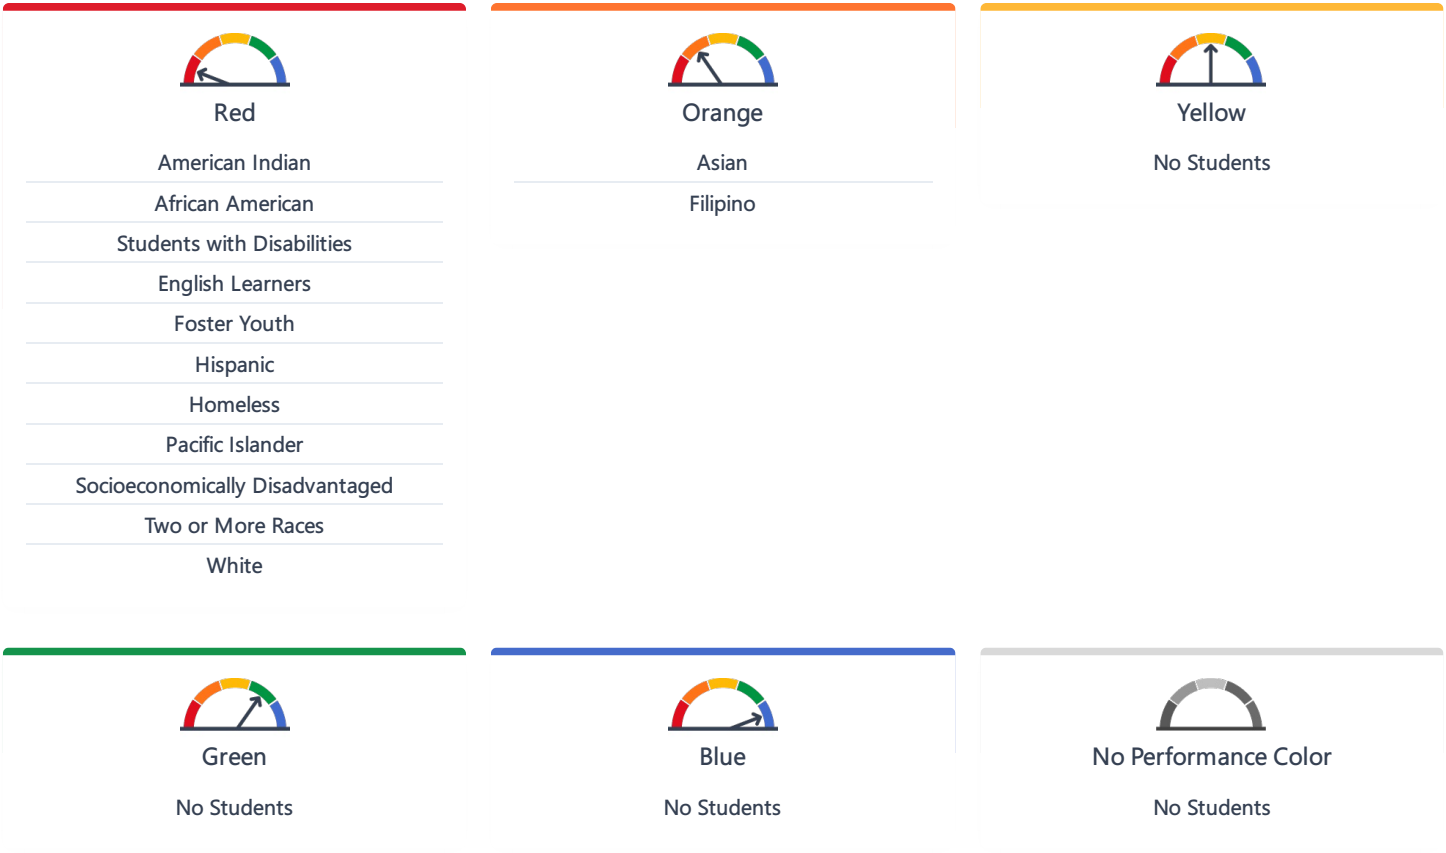 Red
American Indian
African American
Students with Disabilities
English Learners
Foster Youth
Hispanic
Homeless
Pacific Islander
Socioeconomically Disadvantaged
Two or More Races
White
Orange
Asian
Filipino
Yellow
No Students
Green
No Students
Blue
No Students
No Performance Color
No Students